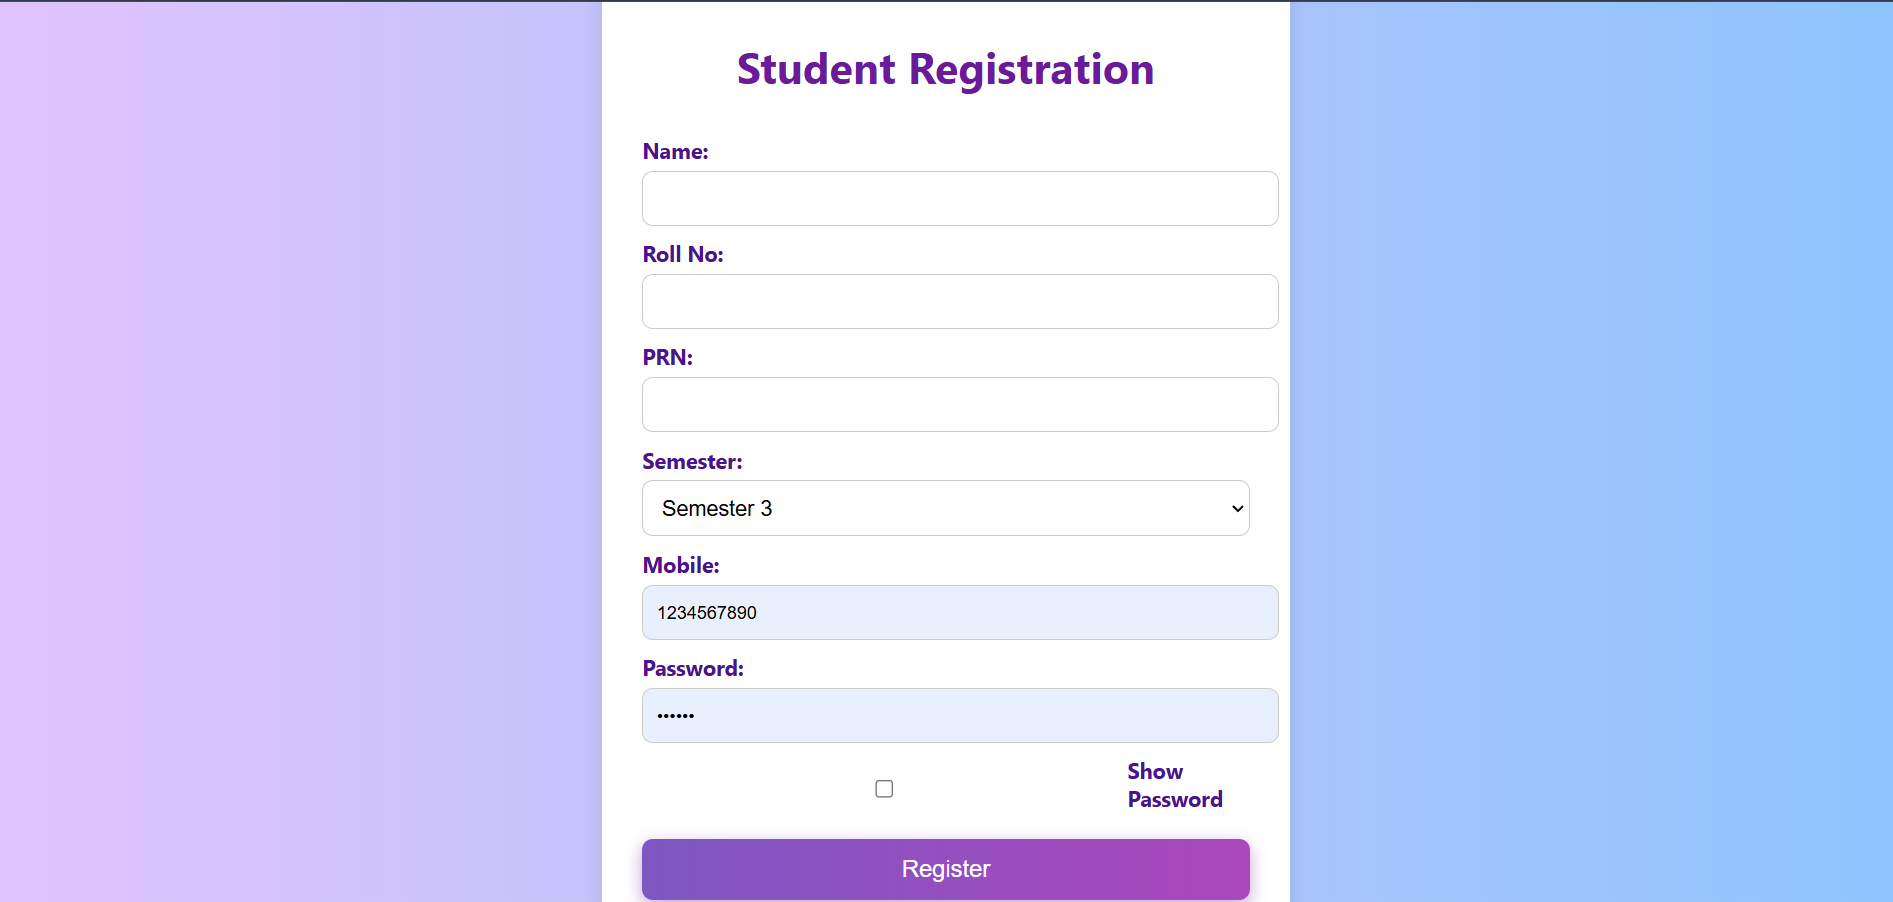 Student Registration
Name:
Roll No:
PRN:
Semester:
Semester 3
Mobile:
1234567890
Password:
••••••
Show
Password
Register